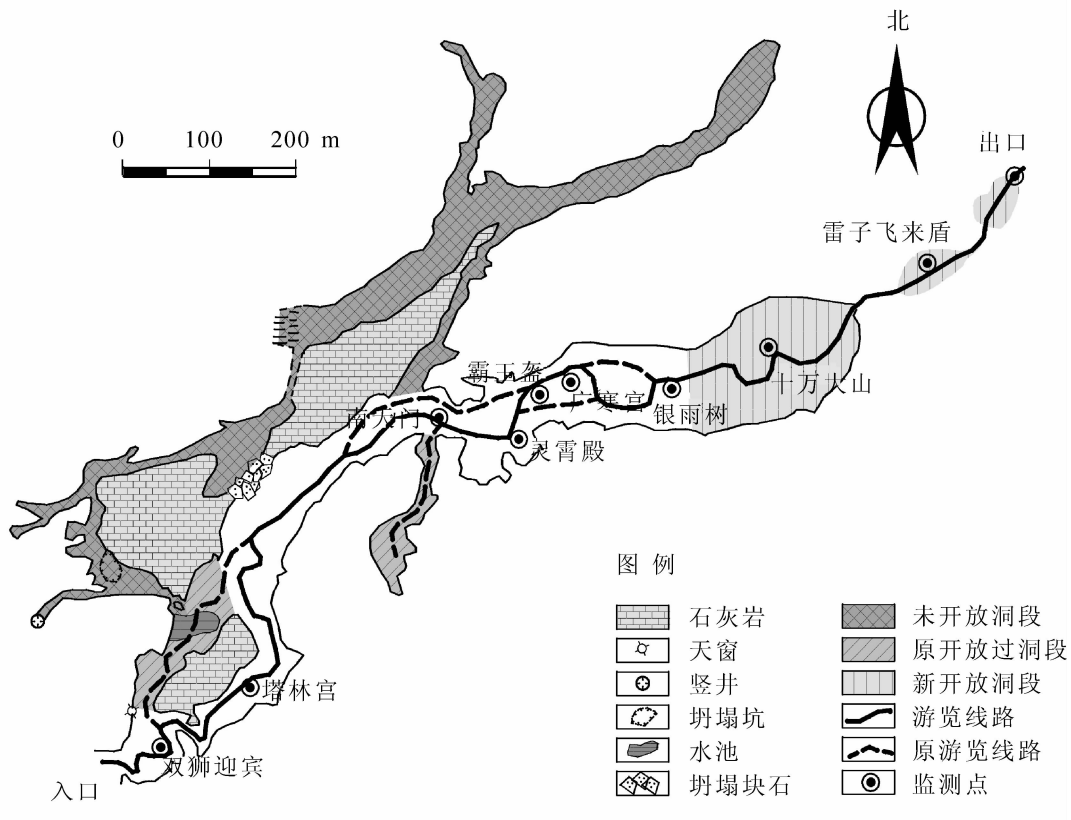 北
0 100 200 m
出口
雷子飞来盾
霸王盔
十万大山
广寒宫
银雨树
南天门
灵霄殿
图 例
石灰岩
未开放洞段
天窗
原开放过洞段
竖井
新开放洞段
塔林宫
坍塌坑
游览线路
水池
原游览线路
双狮迎宾
坍塌块石
监测点
入口